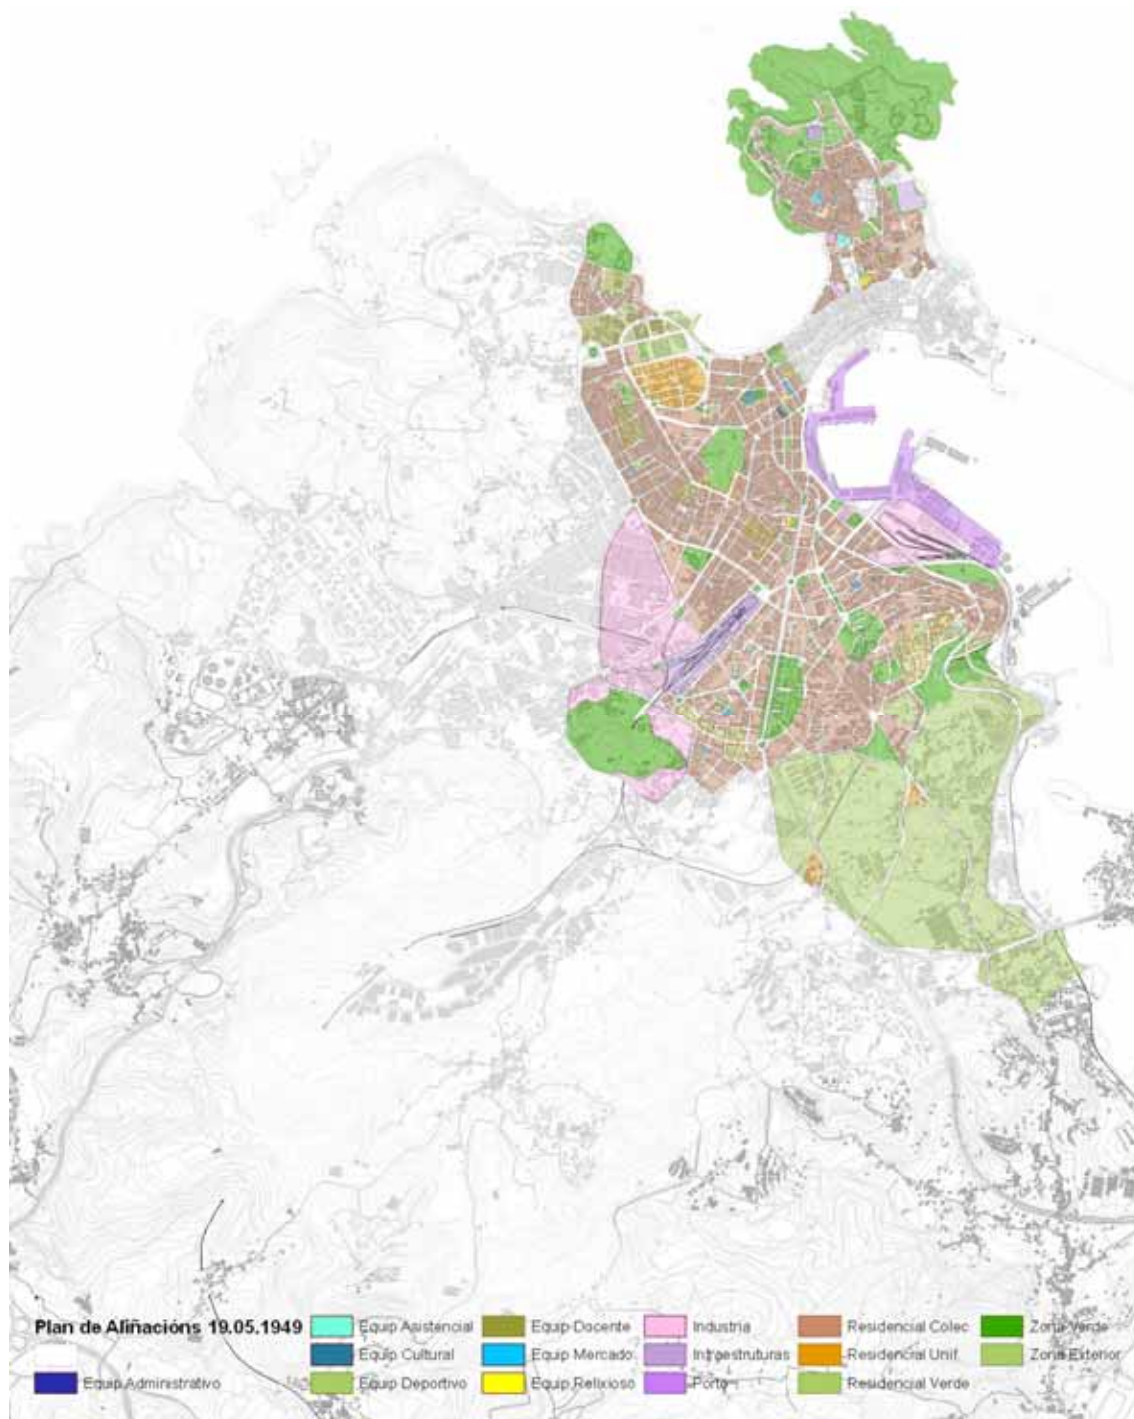 Plan de Aliñacións 19.05.1949
Equip Administrativo
Equip Asistencial
Equip Cultural
Equip Deportivo
Equip Docente
Equip Mercado
Equip Relixioso
Industria
Infraestruturas
Porto
Residencial Colec
Residencial Unif
Residencial Verde
Zona Verde
Zona Exterior